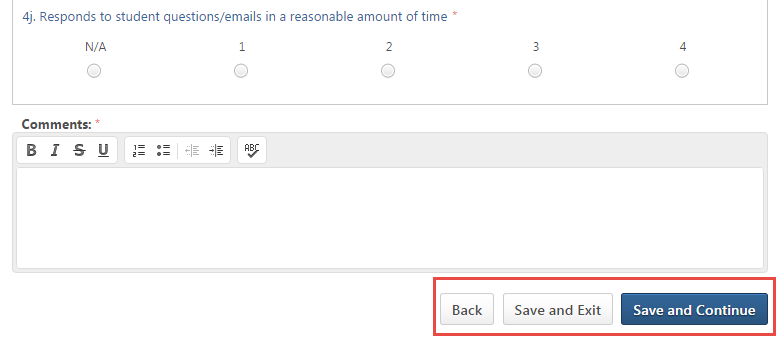 4j. Responds to student questions/emails in a reasonable amount of time *
N/A 1 2 3 4
Comments: *
B I S U ABC
Back Save and Exit Save and Continue